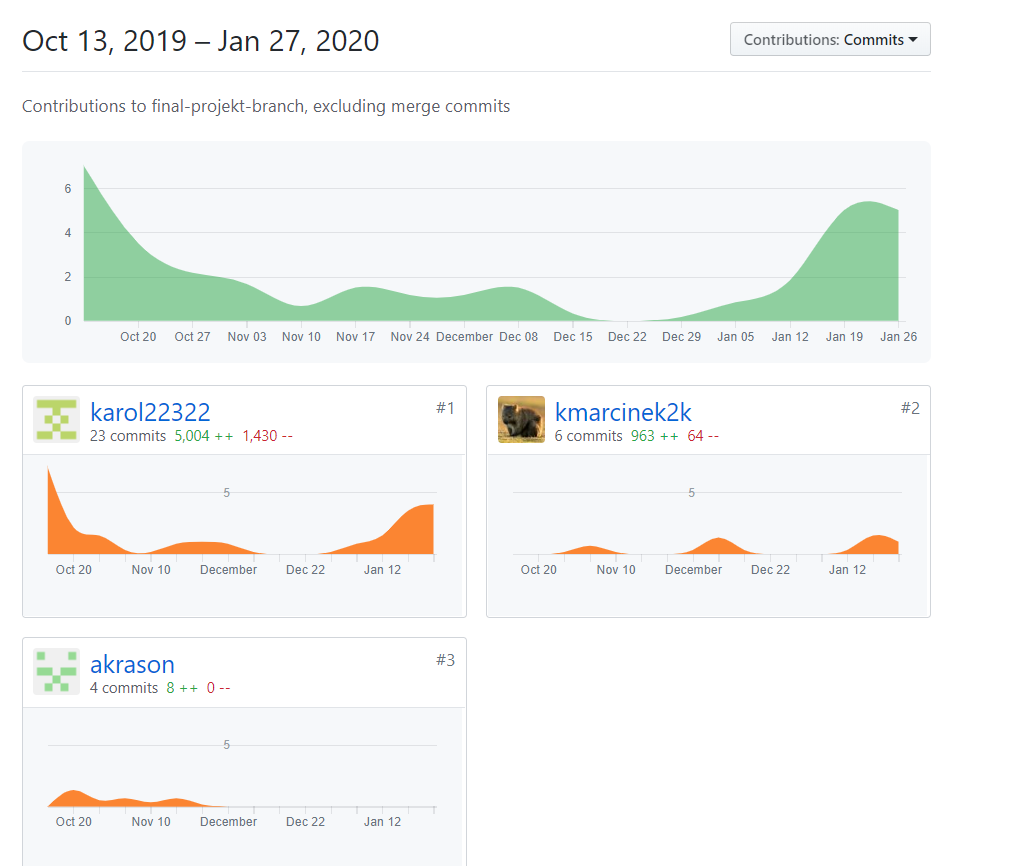 Oct 13, 2019 – Jan 27, 2020
Contributions: Commits
Contributions to final-projekt-branch, excluding merge commits
6
4
2
0
Oct 20 Oct 27 Nov 03 Nov 10 Nov 17 Nov 24 December Dec 08 Dec 15 Dec 22 Dec 29 Jan 05 Jan 12 Jan 19 Jan 26
karol22322 #1
23 commits 5,004 ++ 1,430 --
5
Oct 20 Nov 10 December Dec 22 Jan 12
kmarcinek2k #2
6 commits 963 ++ 64 --
5
Oct 20 Nov 10 December Dec 22 Jan 12
akrason #3
4 commits 8 ++ 0 --
5
Oct 20 Nov 10 December Dec 22 Jan 12